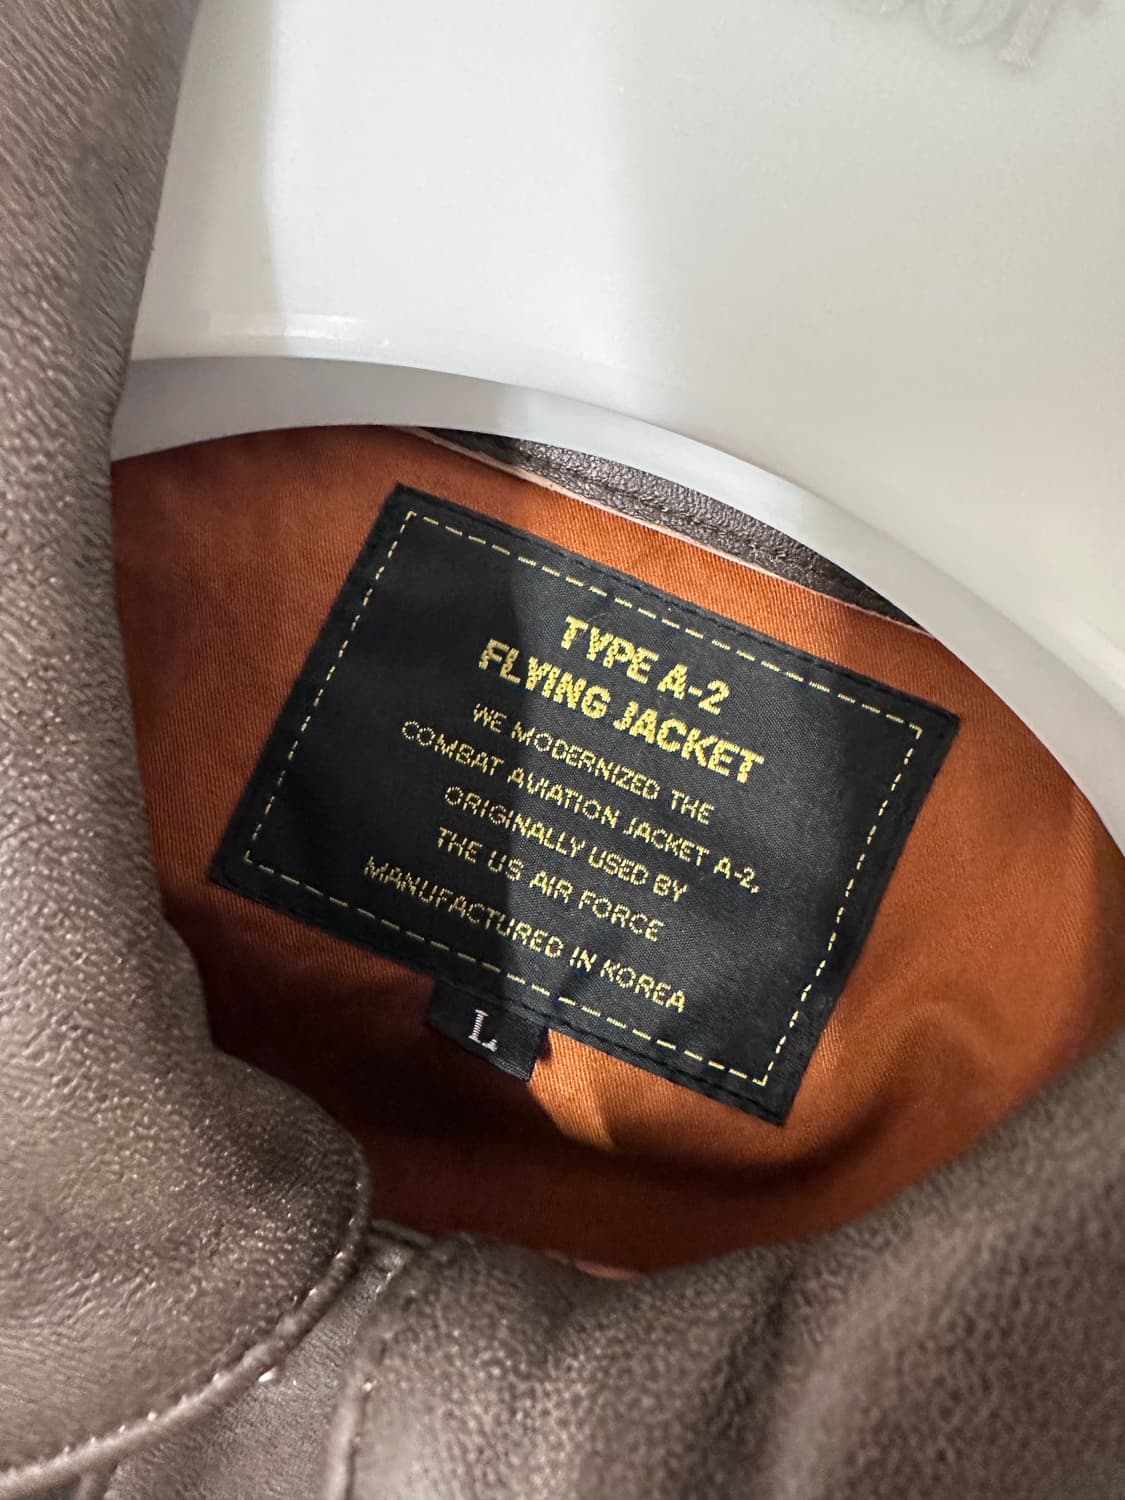 TYPE A-2
FLYING JACKET
WE MODERNIZED THE
COMBAT AVIATION JACKET A-2,
ORIGINALLY USED BY
THE US AIR FORCE
MANUFACTURED IN KOREA
L